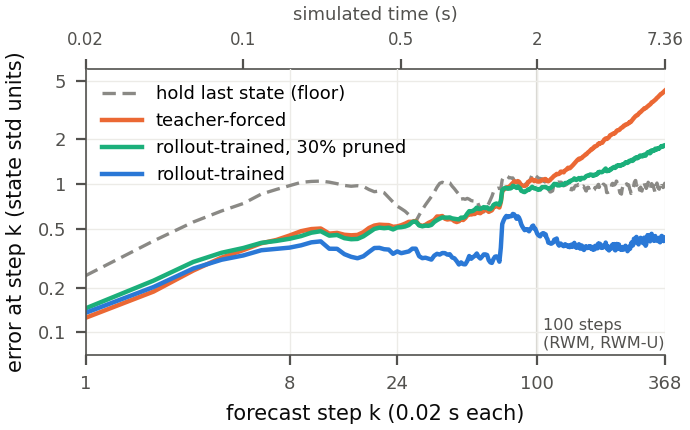 simulated time (s)
0.02 0.1 0.5 2 7.36
error at step k (state std units)
5
2
1
0.5
0.2
0.1
hold last state (floor)
teacher-forced
rollout-trained, 30% pruned
rollout-trained
100 steps
(RWM, RWM-U)
1 8 24 100 368
forecast step k (0.02 s each)